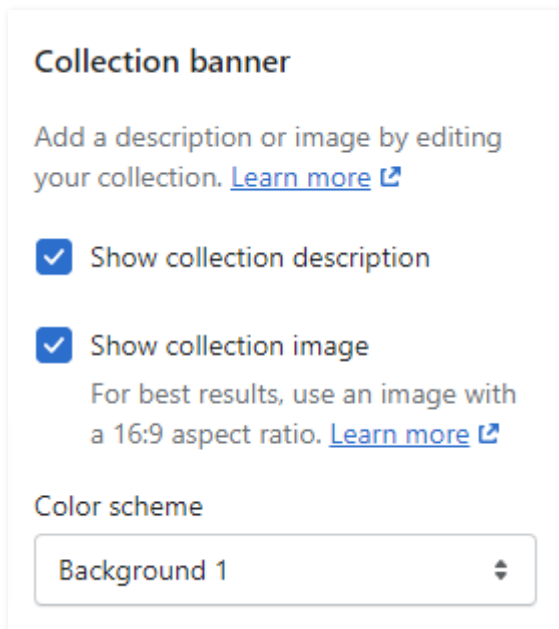 Collection banner
Add a description or image by editing
your collection. Learn more
Show collection description
Show collection image
For best results, use an image with
a 16:9 aspect ratio. Learn more
Color scheme
Background 1